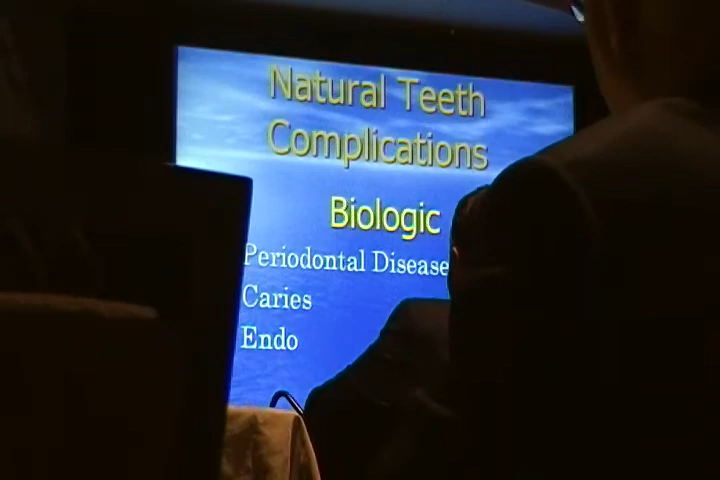 Natural Teeth
Complications
Biologic
Periodontal Disease
Caries
Endo